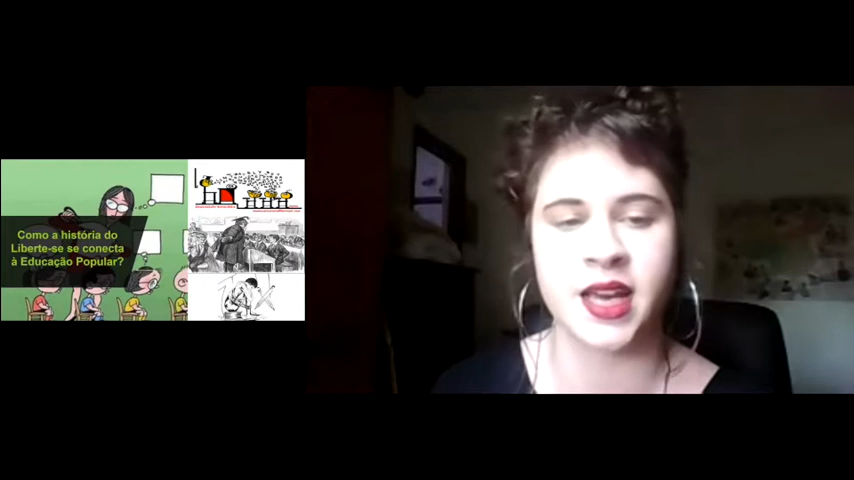 Como a história do
Liberte-se se conecta
à Educação Popular?